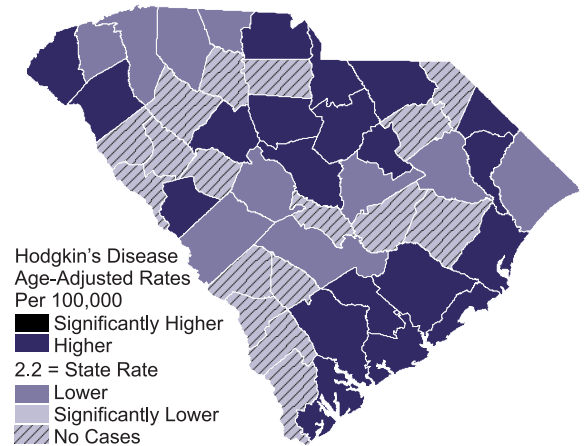 Hodgkin's Disease
Age-Adjusted Rates
Per 100,000
Significantly Higher
Higher
2.2 = State Rate
Lower
Significantly Lower
No Cases